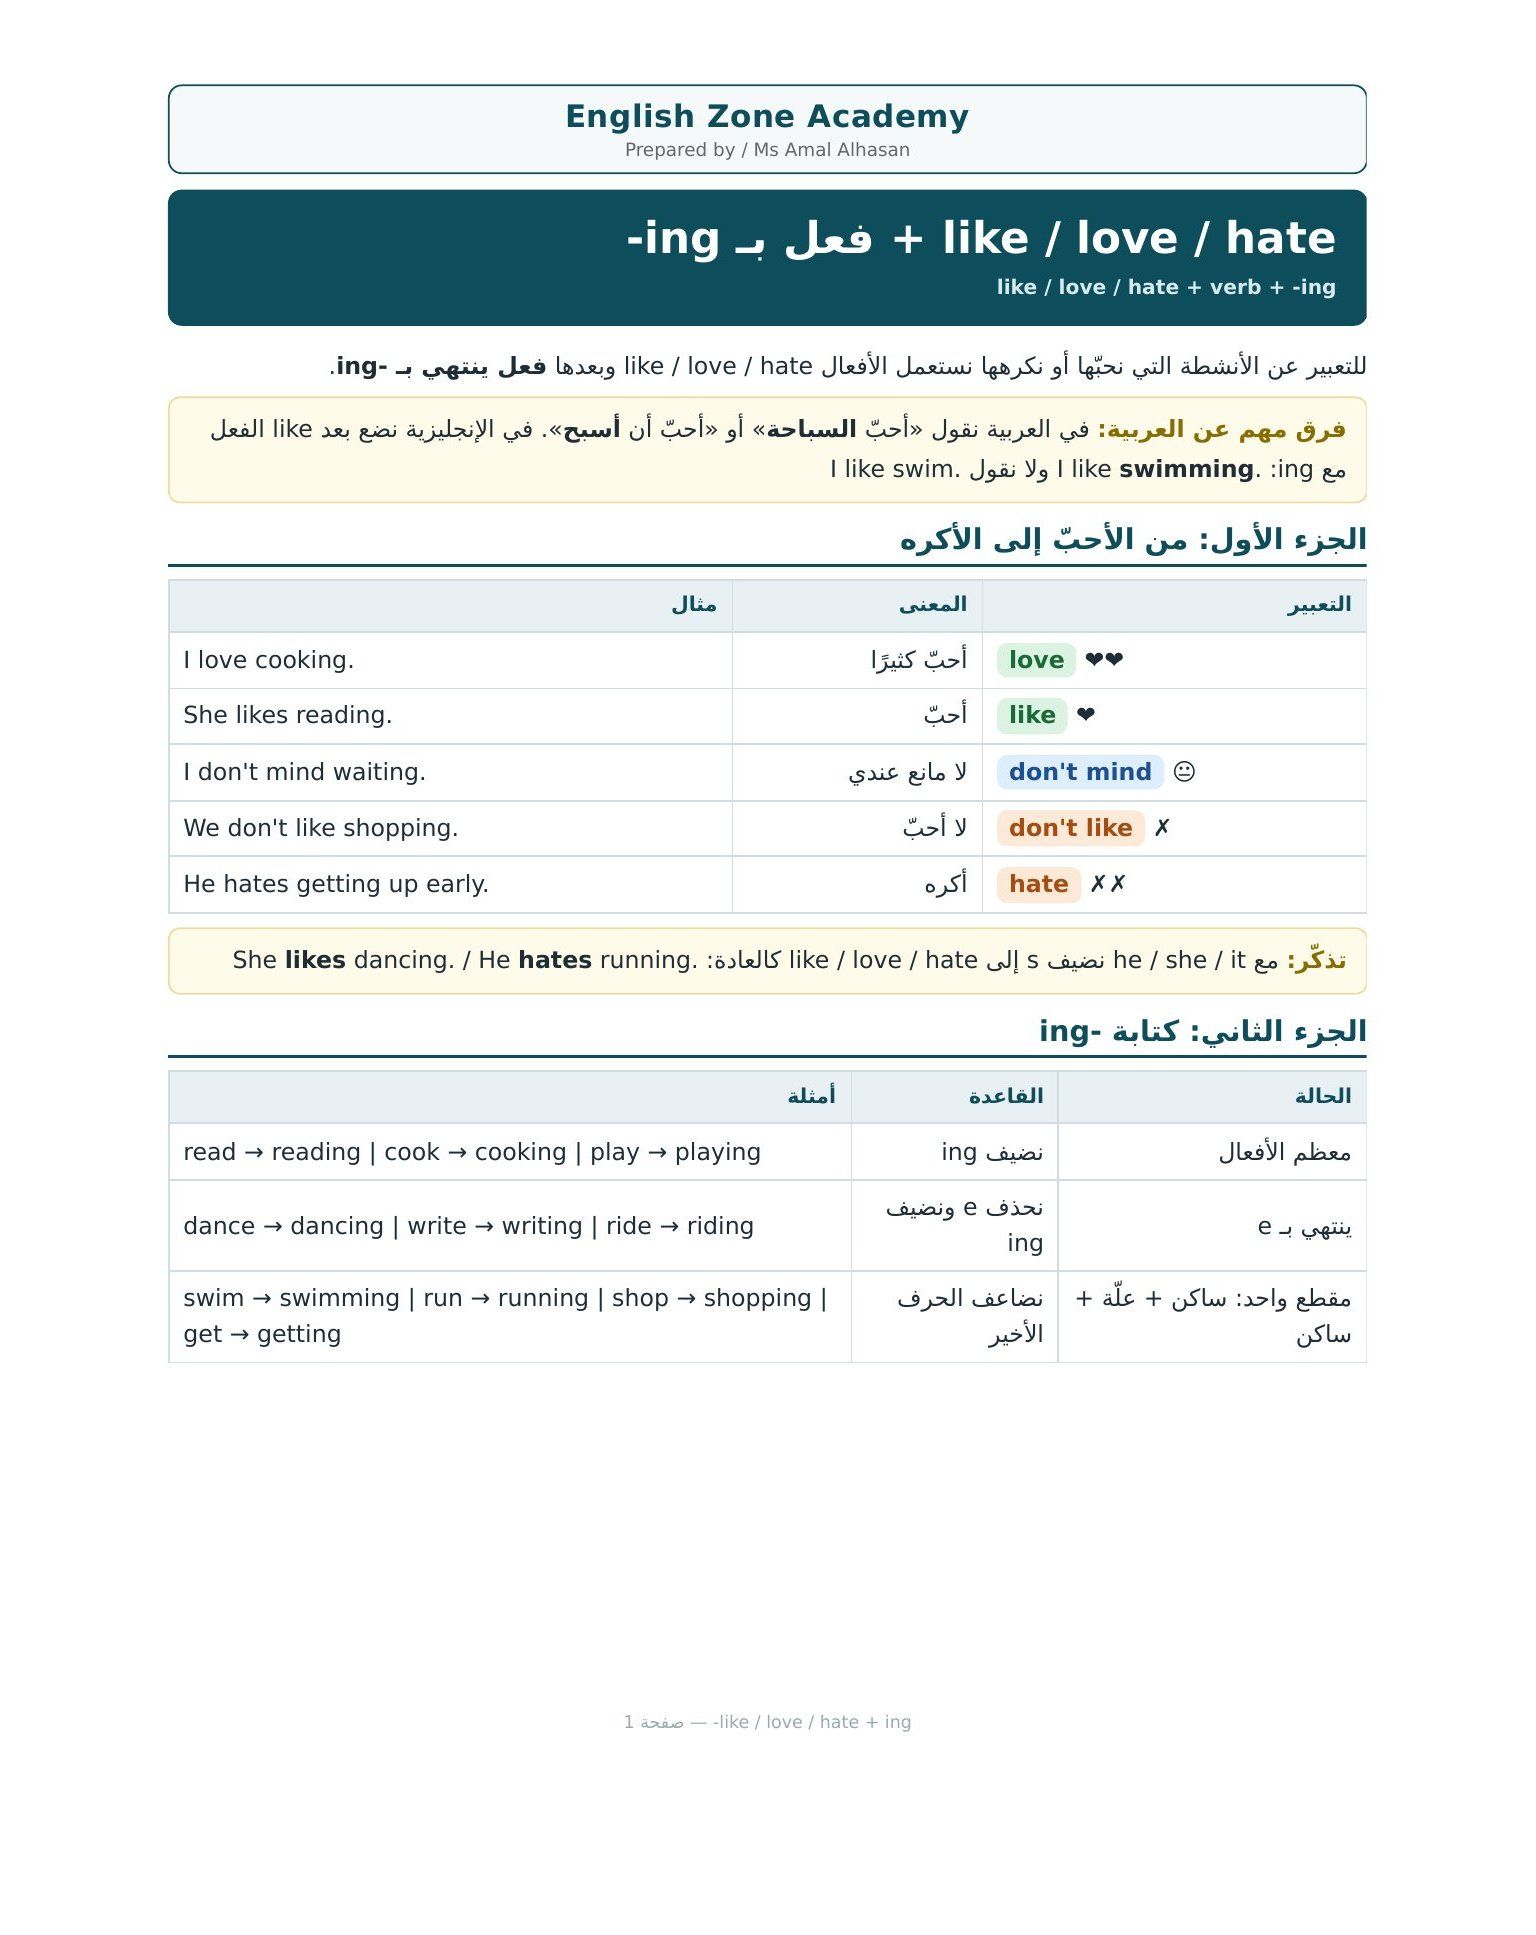 English Zone Academy
Prepared by / Ms Amal Alhasan
like / love / hate + فعل بـ ing-
like / love / hate + verb + -ing
للتعبير عن الأنشطة التي نحبّها أو نكرهها نستعمل الأفعال like / love / hate وبعدها فعل ينتهي بـ -ing.
فرق مهم عن العربية: في العربية نقول «أحبّ السباحة» أو «أحبّ أن أسبح». في الإنجليزية نضع بعد like الفعل
مع ing: I like swimming. ولا نقول I like swim.
الجزء الأول: من الأحبّ إلى الأكره
التعبير المعنى مثال
love ❤❤ أحبّ كثيرًا I love cooking.
like ❤ أحبّ She likes reading.
don't mind 😐 لا مانع عندي I don't mind waiting.
don't like ✗ لا أحبّ We don't like shopping.
hate ✗✗ أكره He hates getting up early.
تذكّر: مع he / she / it نضيف s إلى like / love / hate كالعادة: She likes dancing. / He hates running.
الجزء الثاني: كتابة -ing
الحالة القاعدة أمثلة
معظم الأفعال نضيف ing read → reading | cook → cooking | play → playing
ينتهي بـ e نحذف e ونضيف
ing dance → dancing | write → writing | ride → riding
مقطع واحد: ساكن + علّة +
ساكن نضاعف الحرف
الأخير swim → swimming | run → running | shop → shopping |
get → getting
like / love / hate + ing- — صفحة 1